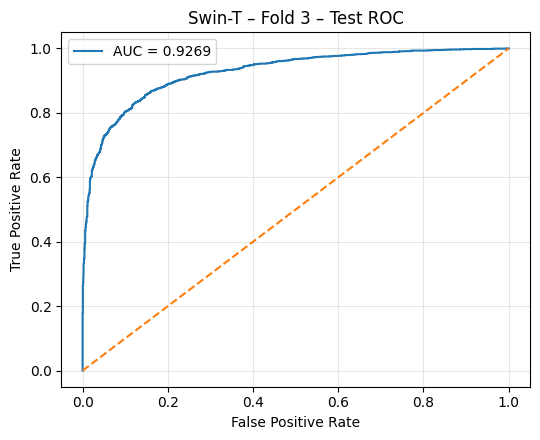 Swin-T – Fold 3 – Test ROC
AUC = 0.9269
True Positive Rate
1.0
0.8
0.6
0.4
0.2
0.0
0.0 0.2 0.4 0.6 0.8 1.0
False Positive Rate